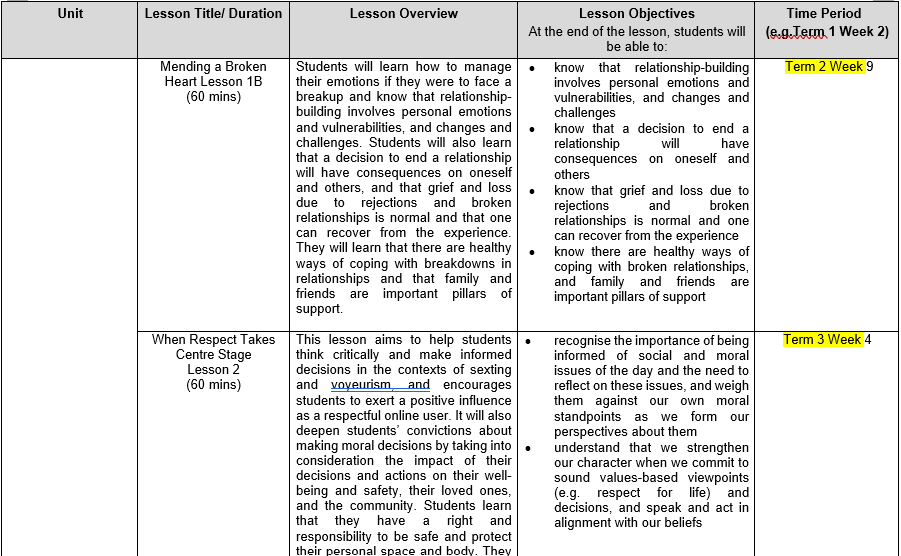 Unit
Lesson Title/ Duration
Lesson Overview
Lesson Objectives
At the end of the lesson, students will
be able to:
Time Period
(e.g.Term 1 Week 2)
Mending a Broken
Heart Lesson 1B
(60 mins)
Students will learn how to manage
their emotions if they were to face a
breakup and know that relationship-
building involves personal emotions
and vulnerabilities, and changes and
challenges. Students will also learn
that a decision to end a relationship
will have consequences on oneself
and others, and that grief and loss
due to rejections and broken
relationships is normal and that one
can recover from the experience.
They will learn that there are healthy
ways of coping with breakdowns in
relationships and that family and
friends are important pillars of
support.
• know that relationship-building
involves personal emotions and
vulnerabilities, and changes and
challenges
• know that a decision to end a
relationship will have
consequences on oneself and
others
• know that grief and loss due to
rejections and broken
relationships is normal and one
can recover from the experience
• know there are healthy ways of
coping with broken relationships,
and family and friends are
important pillars of support
Term 2 Week 9
When Respect Takes
Centre Stage
Lesson 2
(60 mins)
This lesson aims to help students
think critically and make informed
decisions in the contexts of sexting
and voyeurism, and encourages
students to exert a positive influence
as a respectful online user. It will also
deepen students' convictions about
making moral decisions by taking into
consideration the impact of their
decisions and actions on their well-
being and safety, their loved ones,
and the community. Students learn
that they have a right and
responsibility to be safe and protect
their personal space and body. They
• recognise the importance of being
informed of social and moral
issues of the day and the need to
reflect on these issues, and weigh
them against our own moral
standpoints as we form our
perspectives about them
• understand that we strengthen
our character when we commit to
sound values-based viewpoints
(e.g. respect for life) and
decisions, and speak and act in
alignment with our beliefs
Term 3 Week 4